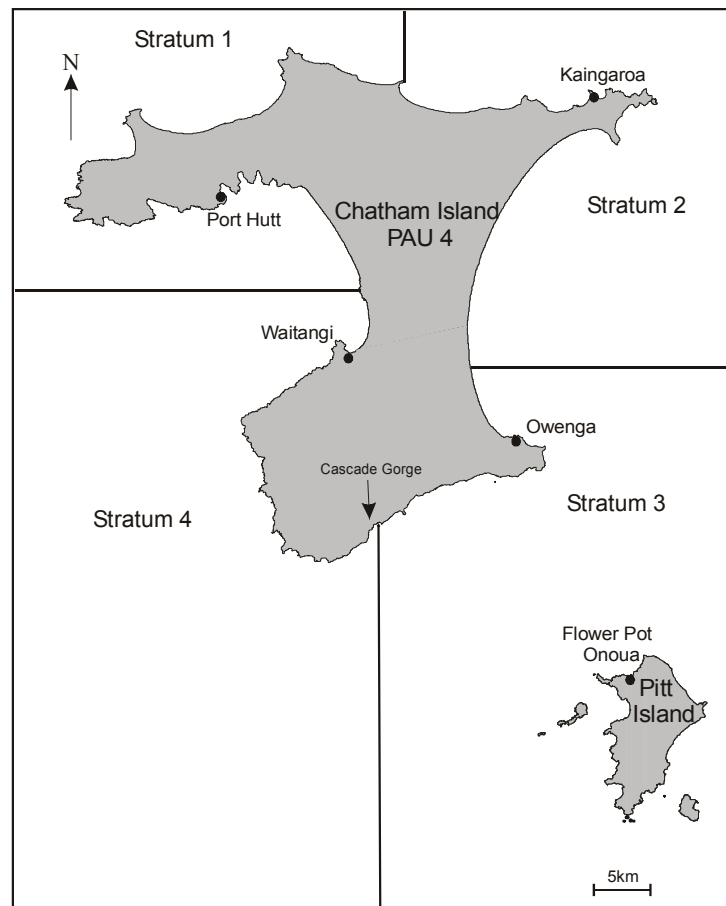 Stratum 1
N
Kaingaroa
Port Hutt
Chatham Island
PAU 4
Stratum 2
Waitangi
Owenga
Cascade Gorge
Stratum 3
Stratum 4
Flower Pot
Onoua
Pitt
Island
5km